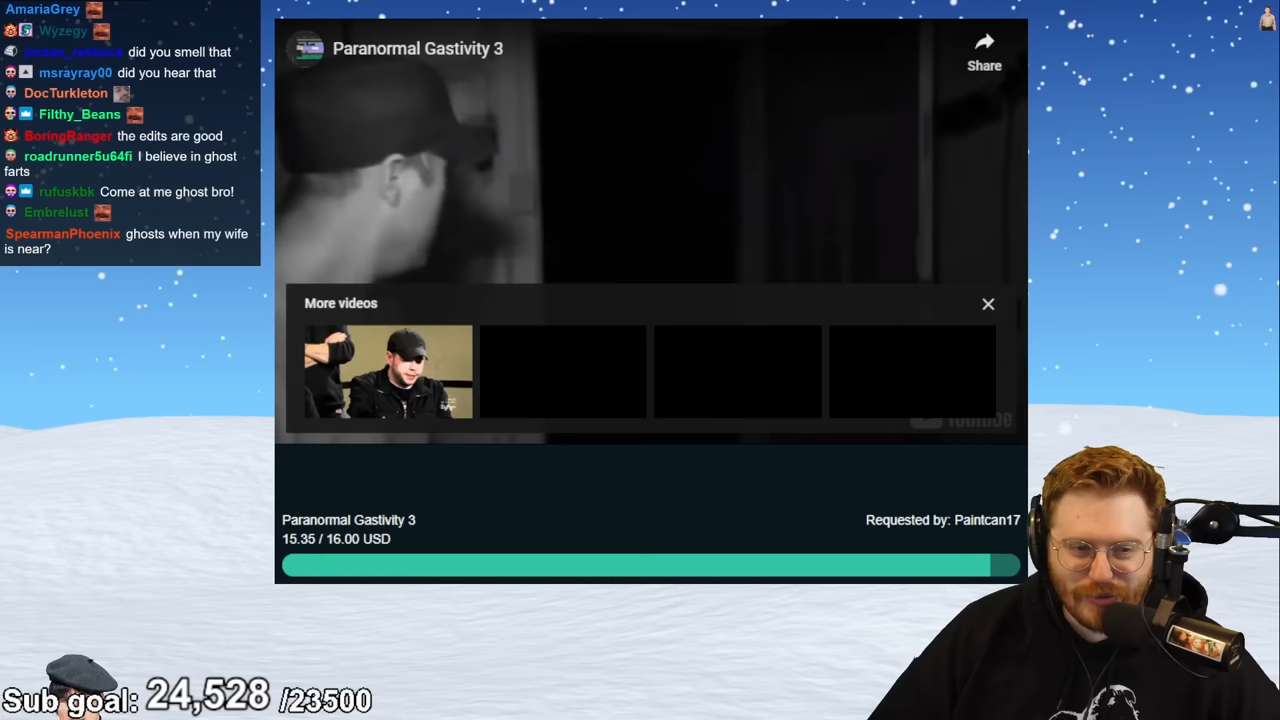 AmariaGrey
Wyzegy
did you smell that
msrayray00 did you hear that
DocTurkleton
Filthy_Beans
BoringRanger the edits are good
roadrunner5u64fi I believe in ghost
farts
rufuskbk Come at me ghost bro!
Embrelust
SpearmanPhoenix ghosts when my wife
is near?
Paranormal Gastivity 3
Share
More videos
YouTube
Paranormal Gastivity 3
Requested by: Paintcan17
15.35 / 16.00 USD
Sub goal: 24,528 /23500